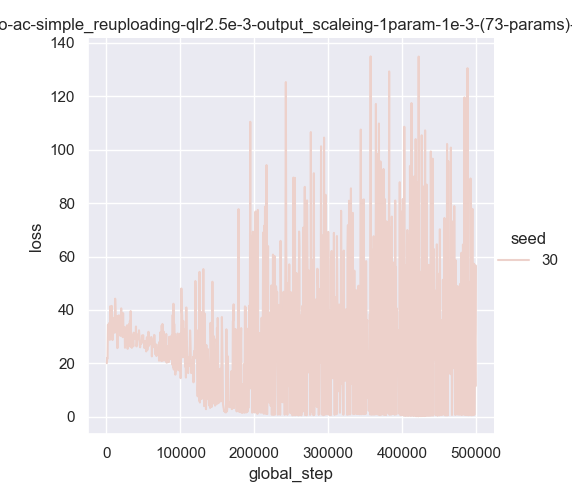 o-ac-simple_reuploading-qlr2.5e-3-output_scaleing-1param-1e-3-(73-params)-
140
120
100
80
60
40
20
0
loss
0 100000 200000 300000 400000 500000
global_step
seed
30